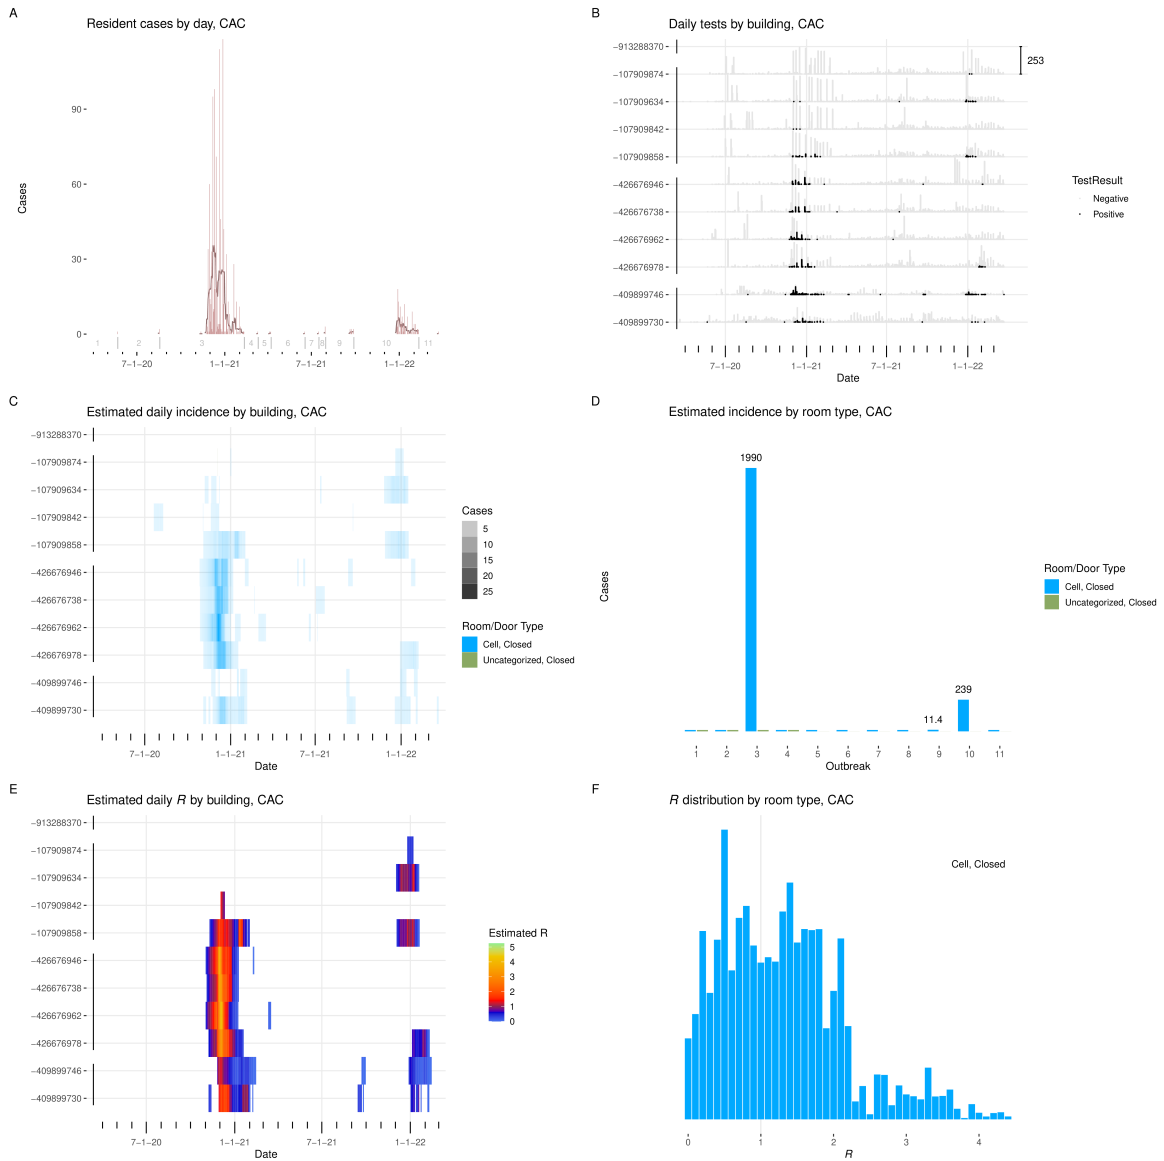 A
Resident cases by day, CAC
Cases
90
60
30
0
1 2 3 4 5 6 7 8 9 10 11
7−1−20 1−1−21 7−1−21 1−1−22
B
Daily tests by building, CAC
−913288370
−107909874
−107909634
−107909842
−107909858
−426676946
−426676738
−426676962
−426676978
−409899746
−409899730
253
7−1−20 1−1−21 7−1−21 1−1−22
Date
TestResult
Negative
Positive
C
Estimated daily incidence by building, CAC
−913288370
−107909874
−107909634
−107909842
−107909858
−426676946
−426676738
−426676962
−426676978
−409899746
−409899730
7−1−20 1−1−21 7−1−21 1−1−22
Date
Cases
5
10
15
20
25
Room/Door Type
Cell, Closed
Uncategorized, Closed
D
Estimated incidence by room type, CAC
Cases
1990
11.4
239
1 2 3 4 5 6 7 8 9 10 11
Outbreak
Room/Door Type
Cell, Closed
Uncategorized, Closed
E
Estimated daily R by building, CAC
−913288370
−107909874
−107909634
−107909842
−107909858
−426676946
−426676738
−426676962
−426676978
−409899746
−409899730
7−1−20 1−1−21 7−1−21 1−1−22
Date
Estimated R
5
4
3
2
1
0
F
R distribution by room type, CAC
Cell, Closed
0 1 2 3 4
R